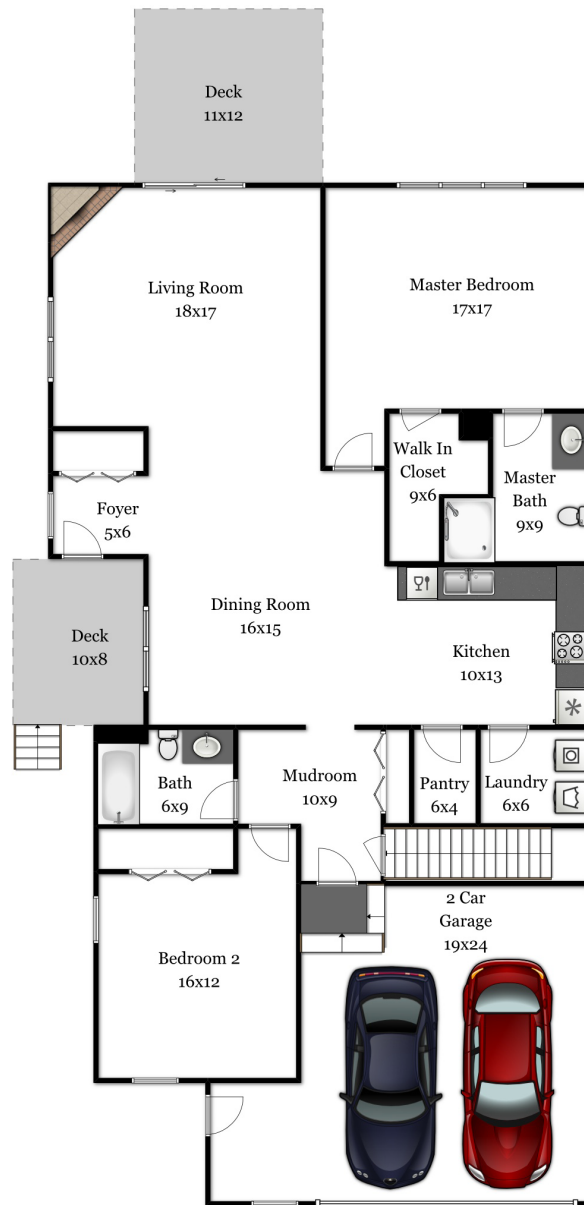 Deck
11x12
Living Room
18x17
Master Bedroom
17x17
Walk In
Closet
9x6
Master
Bath
9x9
Foyer
5x6
Dining Room
16x15
Deck
10x8
Kitchen
10x13
Bath
6x9
Mudroom
10x9
Pantry
6x4
Laundry
6x6
2 Car
Garage
19x24
Bedroom 2
16x12